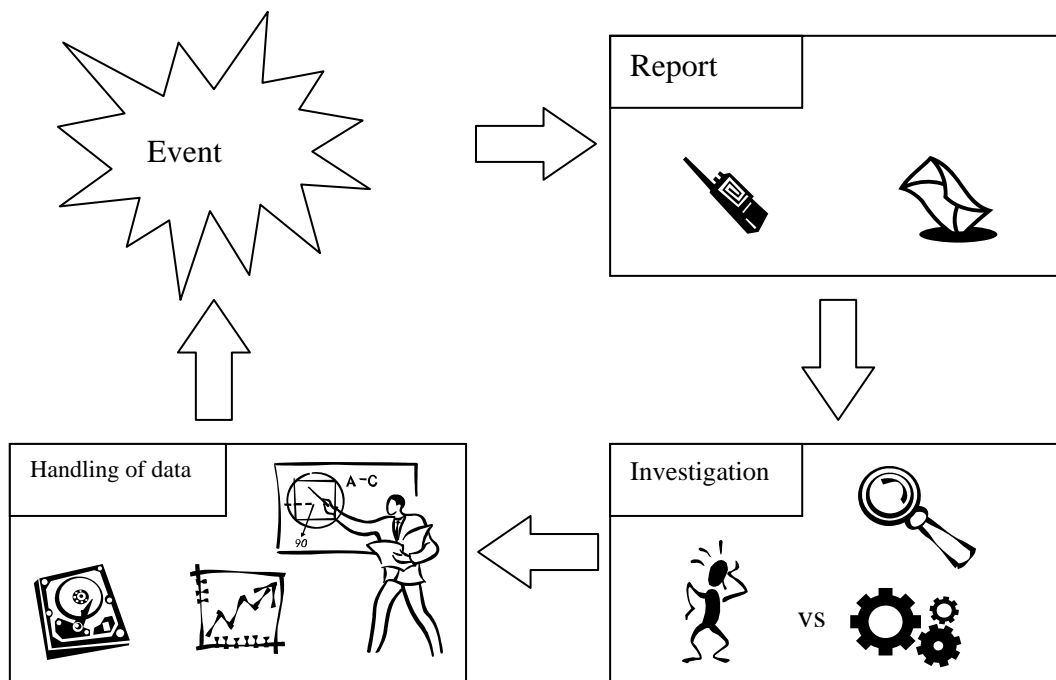 Event
Report
Handling of data
A-C
90
Investigation
vs